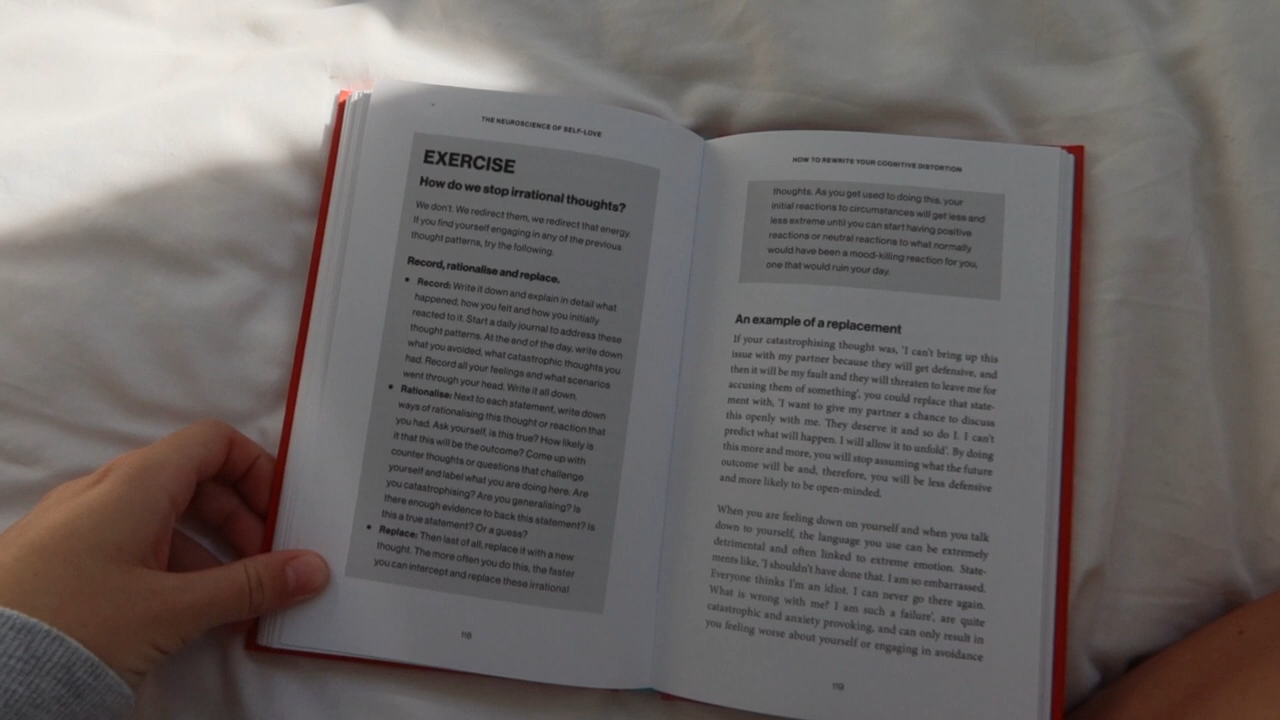 THE NEUROSCIENCE OF SELF-LOVE
EXERCISE
How do we stop irrational thoughts?
We don't. We redirect them, we redirect that energy.
If you find yourself engaging in any of the previous
thought patterns, try the following.
Record, rationalise and replace.
• Record: Write it down and explain in detail what
happened, how you felt and how you initially
reacted to it. Start a daily journal to address these
thought patterns. At the end of the day, write down
what you avoided, what catastrophic thoughts you
had. Record all your feelings and what scenarios
went through your head. Write it all down.
• Rationalise: Next to each statement, write down
ways of rationalising this thought or reaction that
you had. Ask yourself, is this true? How likely is
it that this will be the outcome? Come up with
counter thoughts or questions that challenge
yourself and label what you are doing here. Are
you catastrophising? Are you generalising? Is
there enough evidence to back this statement? Is
this a true statement? Or a guess?
• Replace: Then last of all, replace it with a new
thought. The more often you do this, the faster
you can intercept and replace these irrational
118
HOW TO REWRITE YOUR COGNITIVE DISTORTION
thoughts. As you get used to doing this, your
initial reactions to circumstances will get less and
less extreme until you can start having positive
reactions or neutral reactions to what normally
would have been a mood-killing reaction for you,
one that would ruin your day.
An example of a replacement
If your catastrophising thought was, 'I can't bring up this
issue with my partner because they will get defensive, and
then it will be my fault and they will threaten to leave me for
accusing them of something', you could replace that state-
ment with, 'I want to give my partner a chance to discuss
this openly with me. They deserve it and so do I. I can't
predict what will happen. I will allow it to unfold'. By doing
this more and more, you will stop assuming what the future
outcome will be and, therefore, you will be less defensive
and more likely to be open-minded.
When you are feeling down on yourself and when you talk
down to yourself, the language you use can be extremely
detrimental and often linked to extreme emotion. State-
ments like, 'I shouldn't have done that. I am so embarrassed.
Everyone thinks I'm an idiot. I can never go there again.
What is wrong with me? I am such a failure', are quite
catastrophic and anxiety provoking, and can only result in
you feeling worse about yourself or engaging in avoidance
119